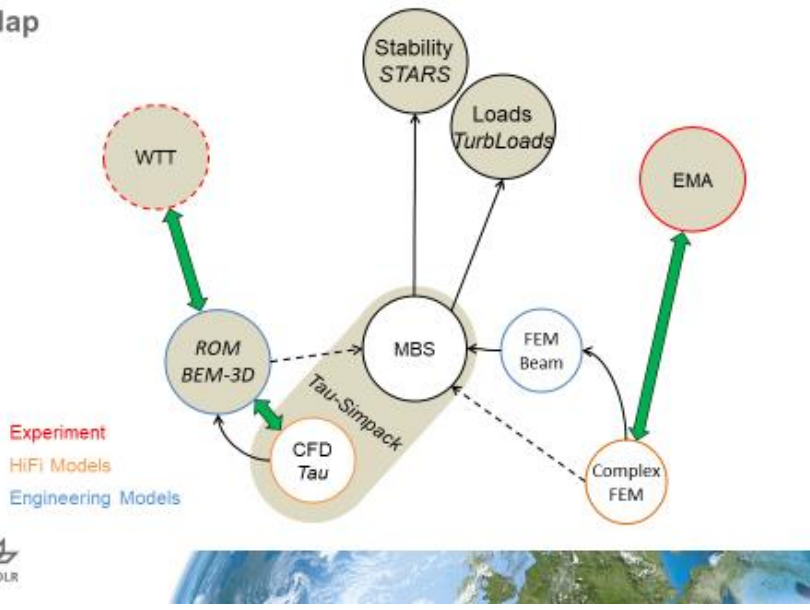 Map
Stability
STARS
Loads
TurbLoads
WTT
EMA
ROM
BEM-3D
MBS
FEM
Beam
Tau-Simpack
CFD
Tau
Complex
FEM
Experiment
HiFi Models
Engineering Models
DLR